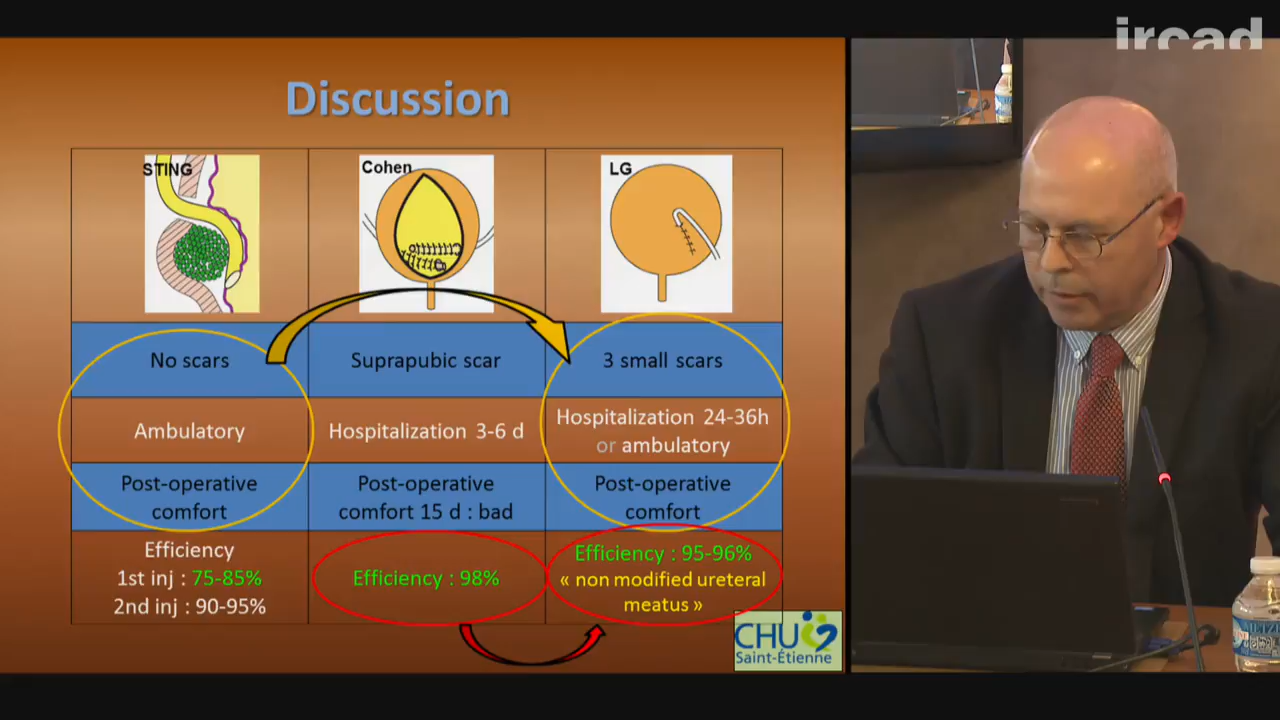 ircad
Discussion
STING
Cohen
LG
No scars
Suprapubic scar
3 small scars
Ambulatory
Hospitalization 3-6 d
Hospitalization 24-36h
or ambulatory
Post-operative
comfort
Post-operative
comfort 15 d : bad
Post-operative
comfort
Efficiency
1st inj : 75-85%
2nd inj : 90-95%
Efficiency : 98%
Efficiency : 95-96%
« non modified ureteral
meatus »
CHU
Saint-Étienne